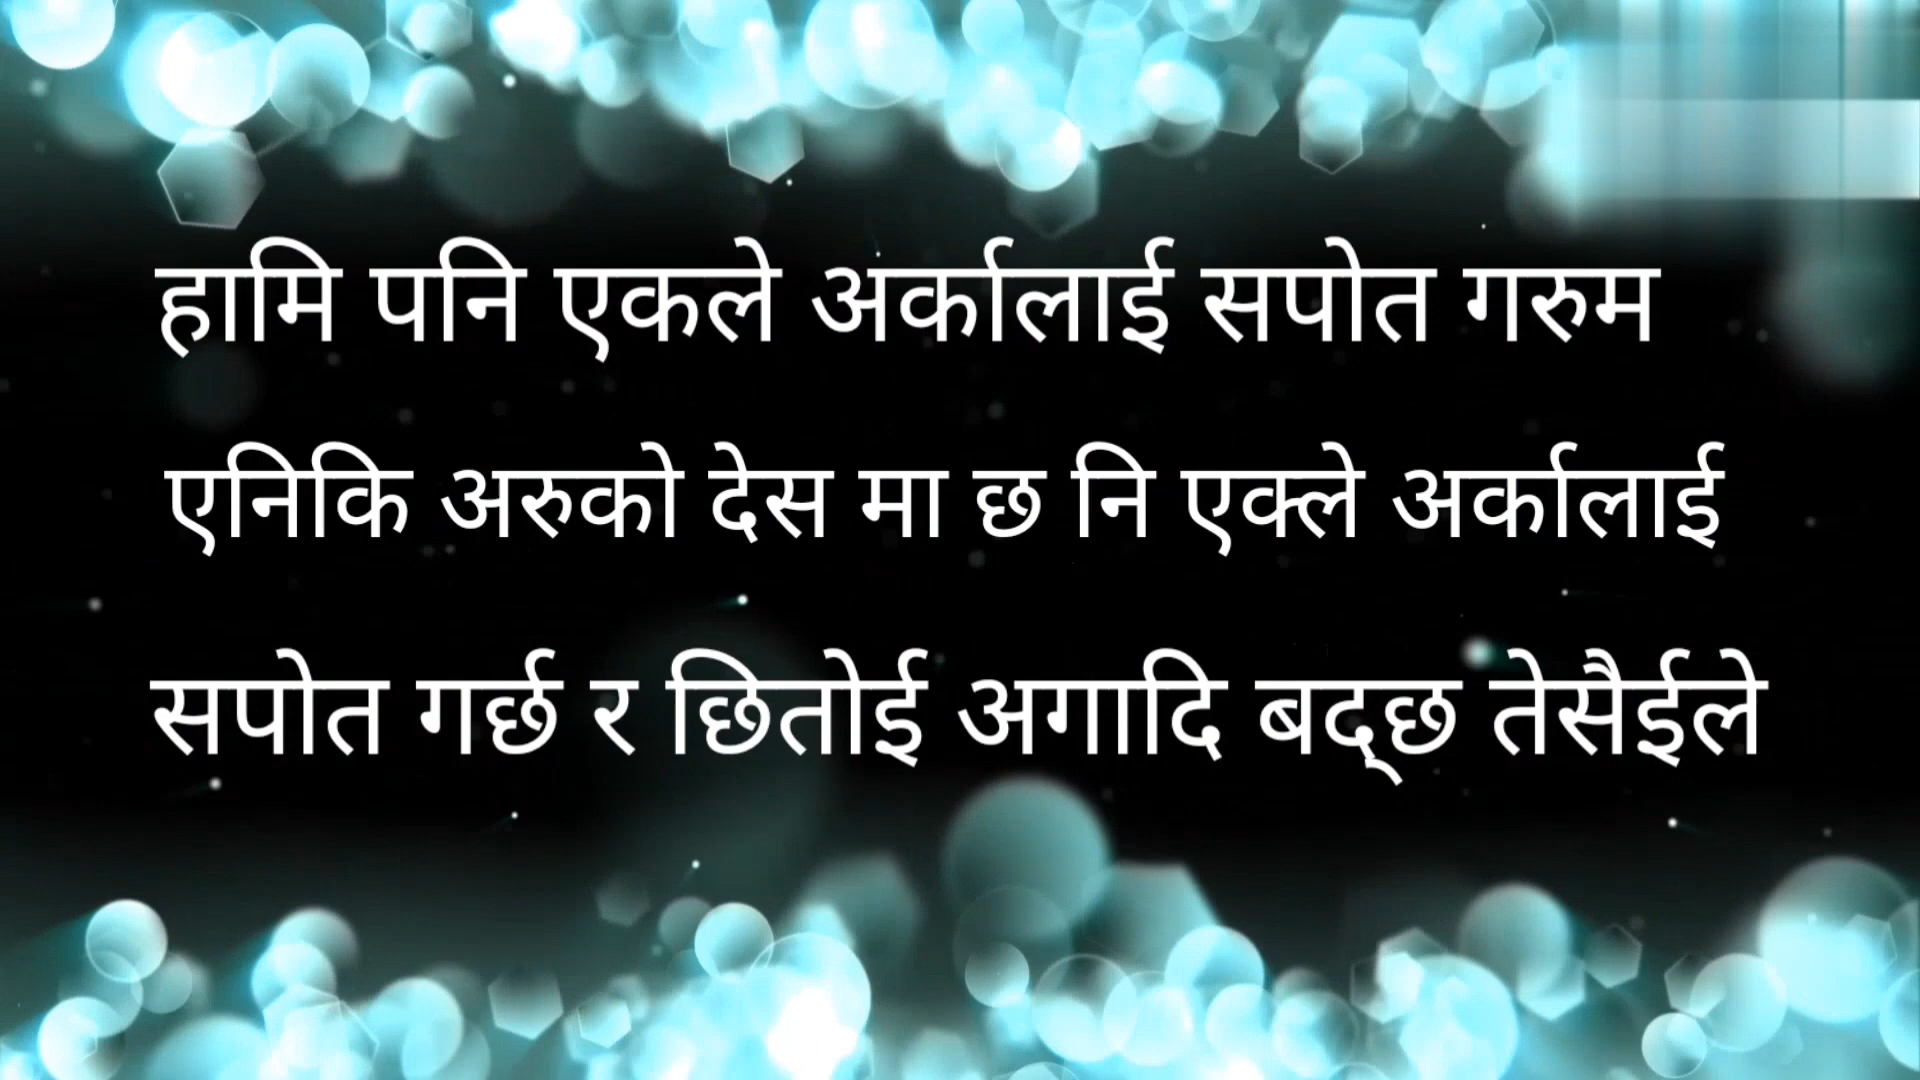 हामि पनि एकले अर्कालाई सपोत गरुम
एनिकि अरुको देस मा छ नि एक्ले अर्कालाई
सपोत गर्छ र छितोई अगादि बद्छ तेसैईले